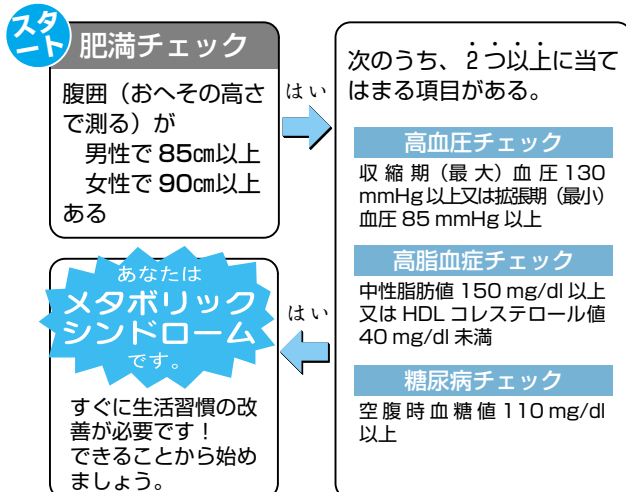 スタート
肥満チェック
腹囲（おへその高さ
で測る）が
男性で 85㎝以上
女性で 90㎝以上
ある
はい
次のうち、2つ以上に当て
はまる項目がある。
高血圧チェック
収縮期（最大）血圧 130
mmHg 以上又は拡張期（最小）
血圧 85 mmHg 以上
高脂血症チェック
中性脂肪値 150 mg/dl 以上
又は HDL コレステロール値
40 mg/dl 未満
糖尿病チェック
空腹時血糖値 110 mg/dl
以上
はい
あなたは
メタボリック
シンドローム
です。
すぐに生活習慣の改
善が必要です！
できることから始め
ましょう。